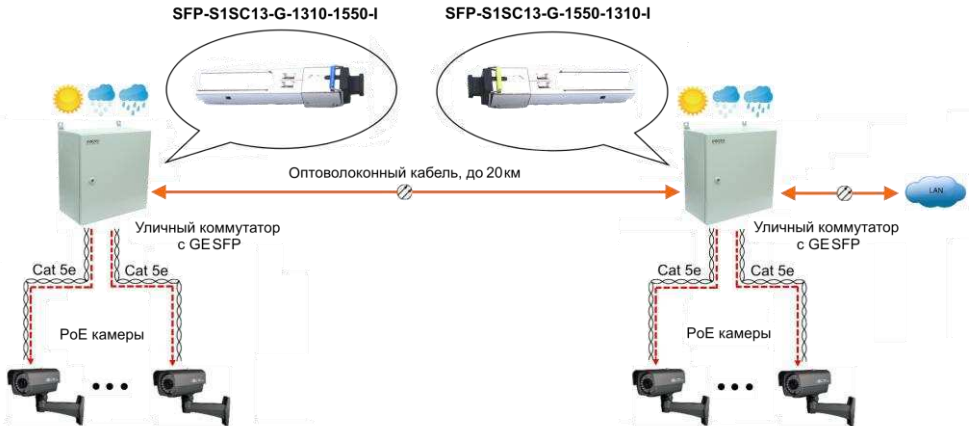 SFP-S1SC13-G-1310-1550-I
SFP-S1SC13-G-1550-1310-I
Оптоволоконный кабель, до 20км
LAN
Уличный коммутатор
с GE SFP
Уличный коммутатор
с GE SFP
Cat 5e
Cat 5e
Cat 5e
Cat 5e
PoE камеры
PoE камеры